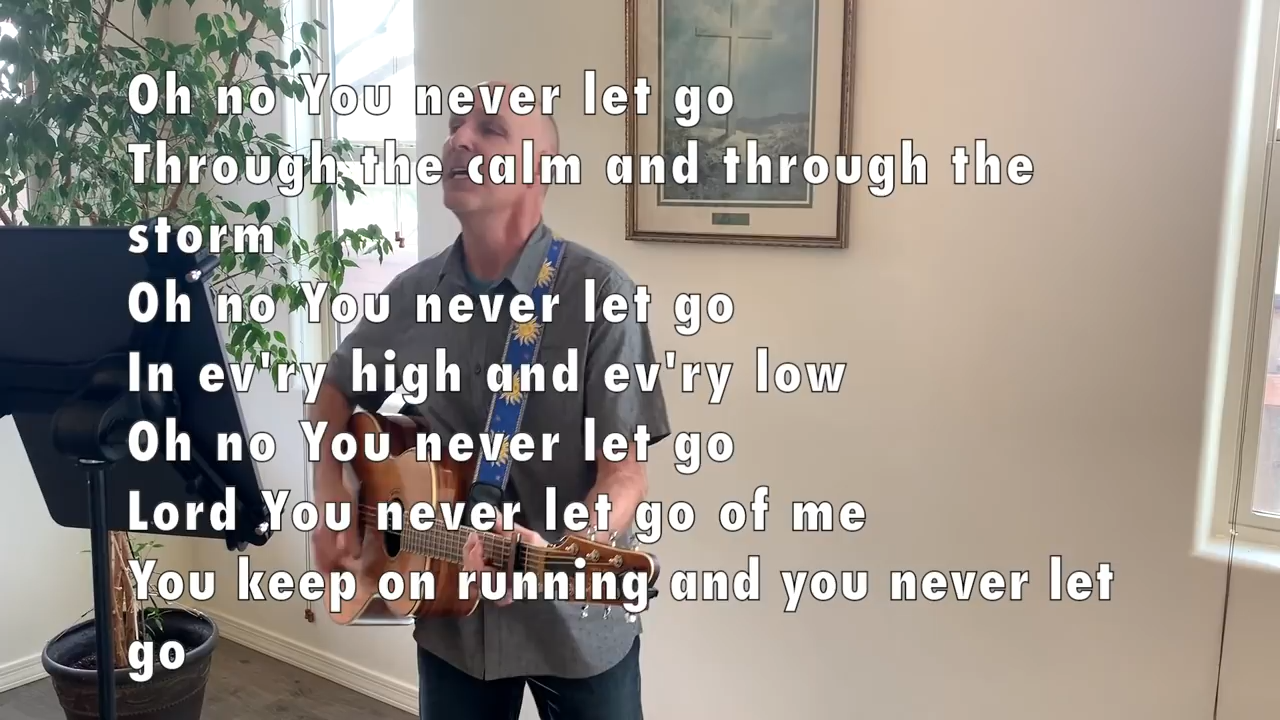 Oh no You never let go
Through the calm and through the
storm
Oh no You never let go
In ev'ry high and ev'ry low
Oh no You never let go
Lord You never let go of me
You keep on running and you never let
go